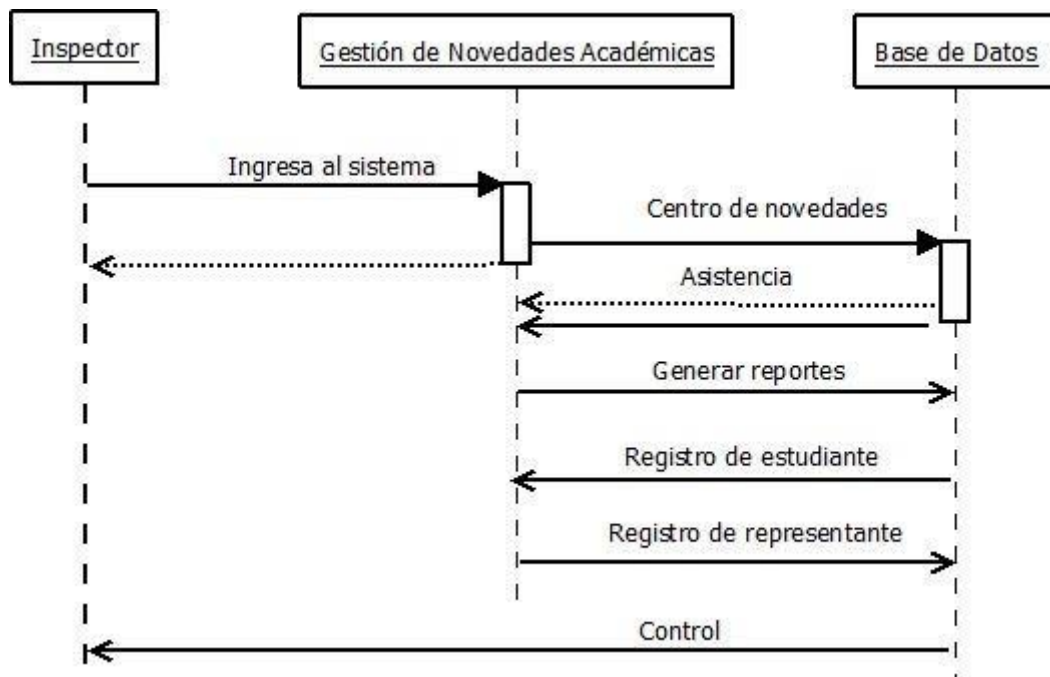 Inspector
Gestión de Novedades Académicas
Base de Datos
Ingresa al sistema
Centro de novedades
Asistencia
Generar reportes
Registro de estudiante
Registro de representante
Control